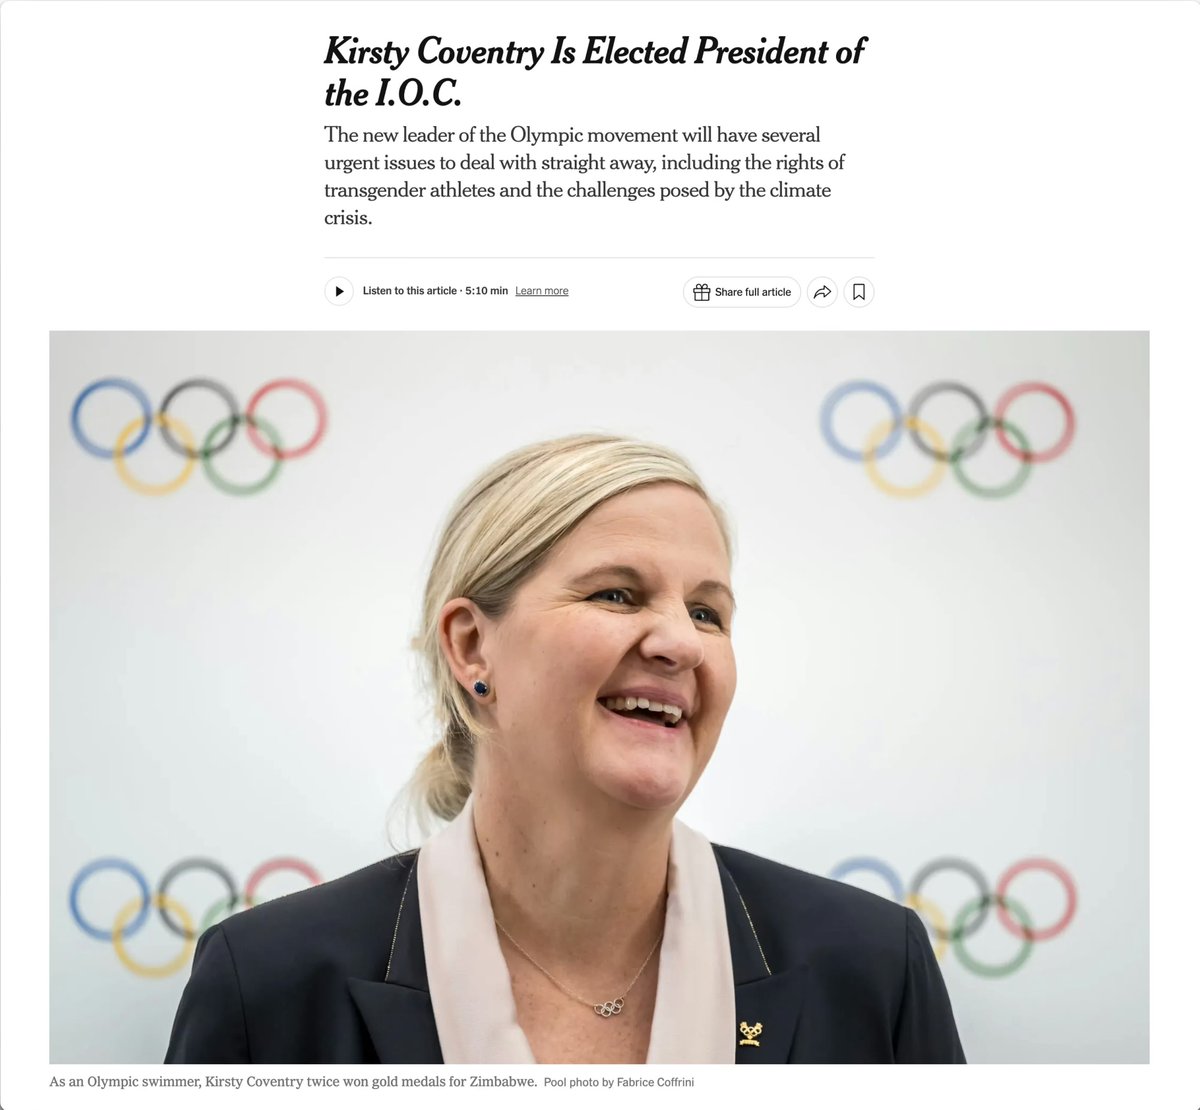 Kirsty Coventry Is Elected President of
the I.O.C.
The new leader of the Olympic movement will have several
urgent issues to deal with straight away, including the rights of
transgender athletes and the challenges posed by the climate
crisis.
Listen to this article · 5:10 min Learn more
Share full article
As an Olympic swimmer, Kirsty Coventry twice won gold medals for Zimbabwe. Pool photo by Fabrice Coffrini